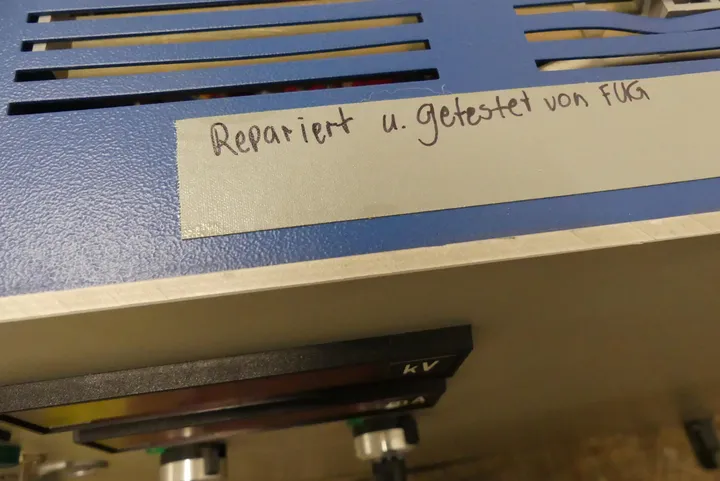 Repariert u. getestet von FUG
kV